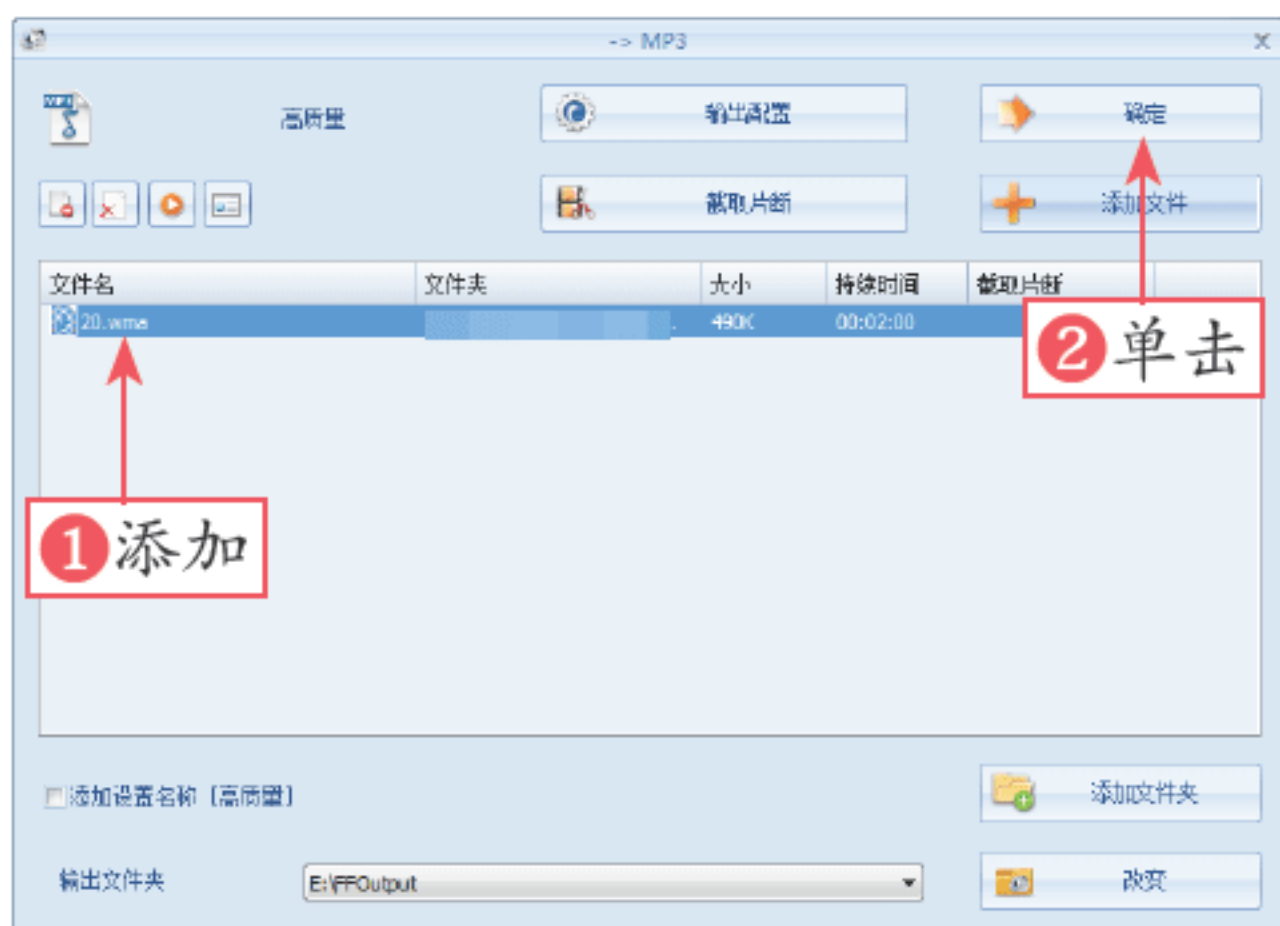 -> MP3
高质量
输出配置
确定
截取片断
添加文件
文件名 文件夹 大小 持续时间 截取片断
20.wma 490K 00:02:00
❷单击
❶添加
添加设置名称 [高质量]
添加文件夹
输出文件夹 E:\FFOutput 改变